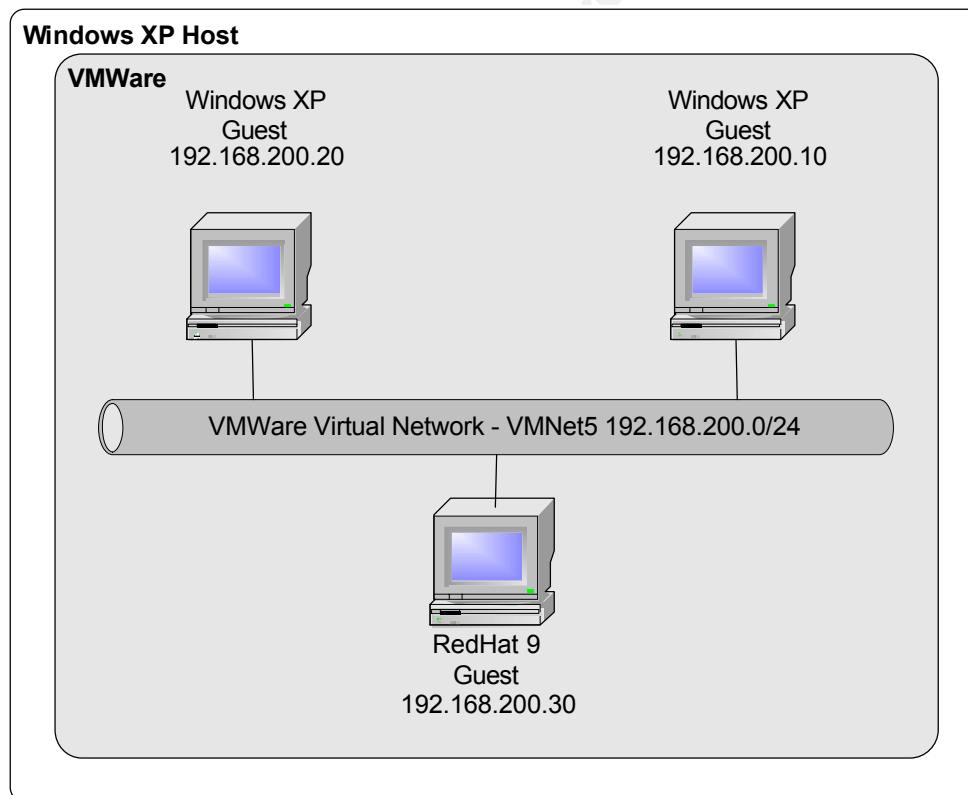 Windows XP Host
VMWare
Windows XP
Guest
192.168.200.20
Windows XP
Guest
192.168.200.10
VMWare Virtual Network - VMNet5 192.168.200.0/24
RedHat 9
Guest
192.168.200.30